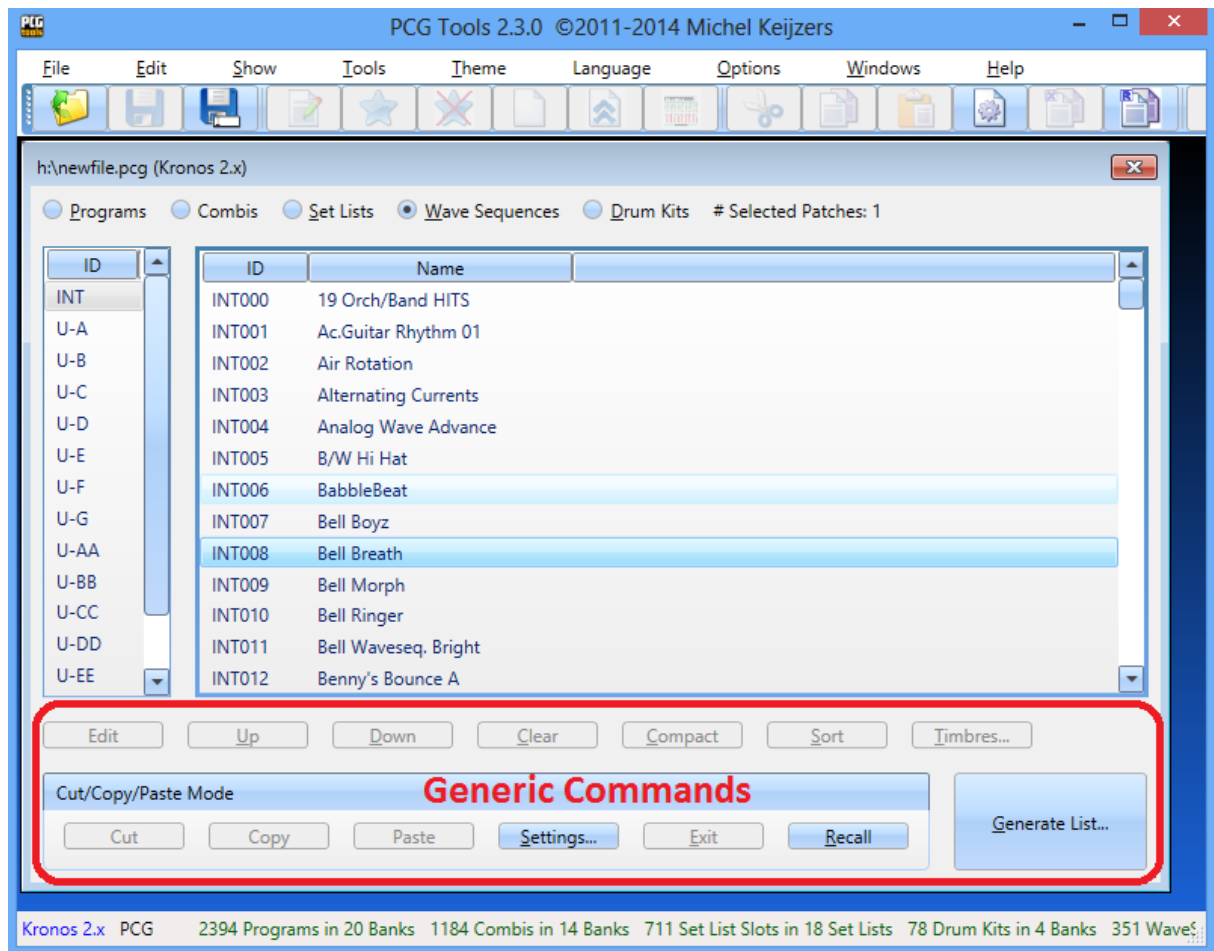 PCG Tools 2.3.0 ©2011-2014 Michel Keijzers
File Edit Show Tools Theme Language Options Windows Help
h:\newfile.pcg (Kronos 2.x)
Programs Combis Set Lists Wave Sequences Drum Kits # Selected Patches: 1
ID
INT
U-A
U-B
U-C
U-D
U-E
U-F
U-G
U-AA
U-BB
U-CC
U-DD
U-EE
ID Name
INT000 19 Orch/Band HITS
INT001 Ac.Guitar Rhythm 01
INT002 Air Rotation
INT003 Alternating Currents
INT004 Analog Wave Advance
INT005 B/W Hi Hat
INT006 BabbleBeat
INT007 Bell Boyz
INT008 Bell Breath
INT009 Bell Morph
INT010 Bell Ringer
INT011 Bell Waveseq. Bright
INT012 Benny's Bounce A
Edit Up Down Clear Compact Sort Timbres...
Cut/Copy/Paste Mode Generic Commands
Cut Copy Paste Settings... Exit Recall
Generate List...
Kronos 2.x PCG 2394 Programs in 20 Banks 1184 Combis in 14 Banks 711 Set List Slots in 18 Set Lists 78 Drum Kits in 4 Banks 351 Wave